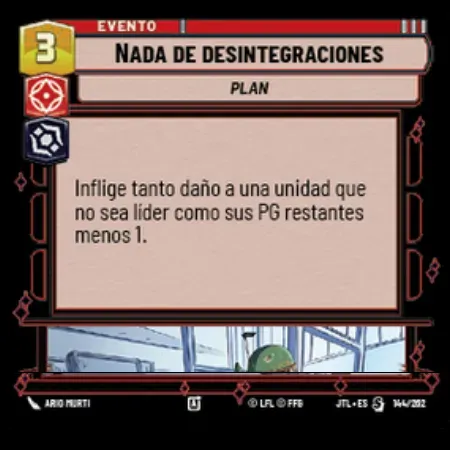 EVENTO
3
NADA DE DESINTEGRACIONES
PLAN
Inflige tanto daño a una unidad que
no sea líder como sus PG restantes
menos 1.
ARIO MURTI
© LFL © FFG
JTL • ES
144/262